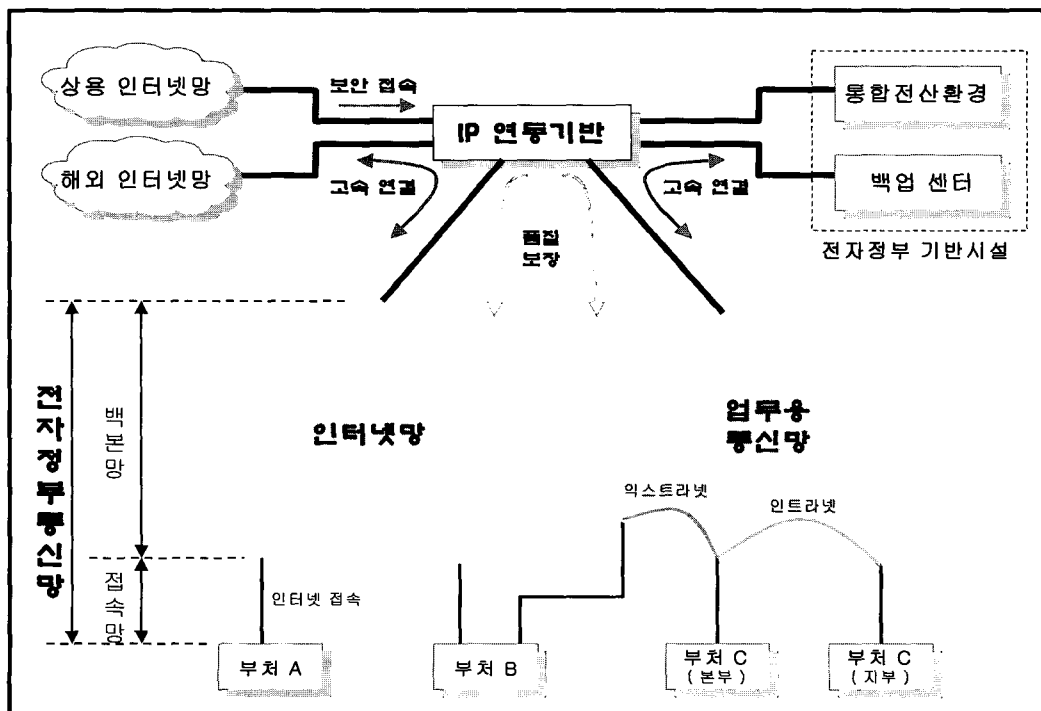 상용 인터넷망
보안 접속
IP 연동기반
통합전산환경
해외 인터넷망
고속 연결
고속 연결
백업 센터
품질
보장
전자정부 기반시설
전자정부통신망
백본망
인터넷망
업무용
통신망
익스트라넷
인트라넷
접속망
인터넷 접속
부처 A
부처 B
부처 C
( 본부 )
부처 C
( 지부 )